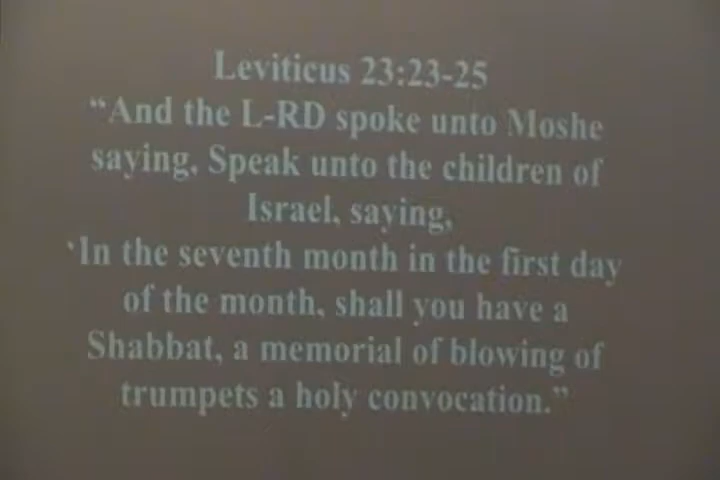 Leviticus 23:23-25
“And the L-RD spoke unto Moshe
saying, Speak unto the children of
Israel, saying,
‘In the seventh month in the first day
of the month, shall you have a
Shabbat, a memorial of blowing of
trumpets a holy convocation.”